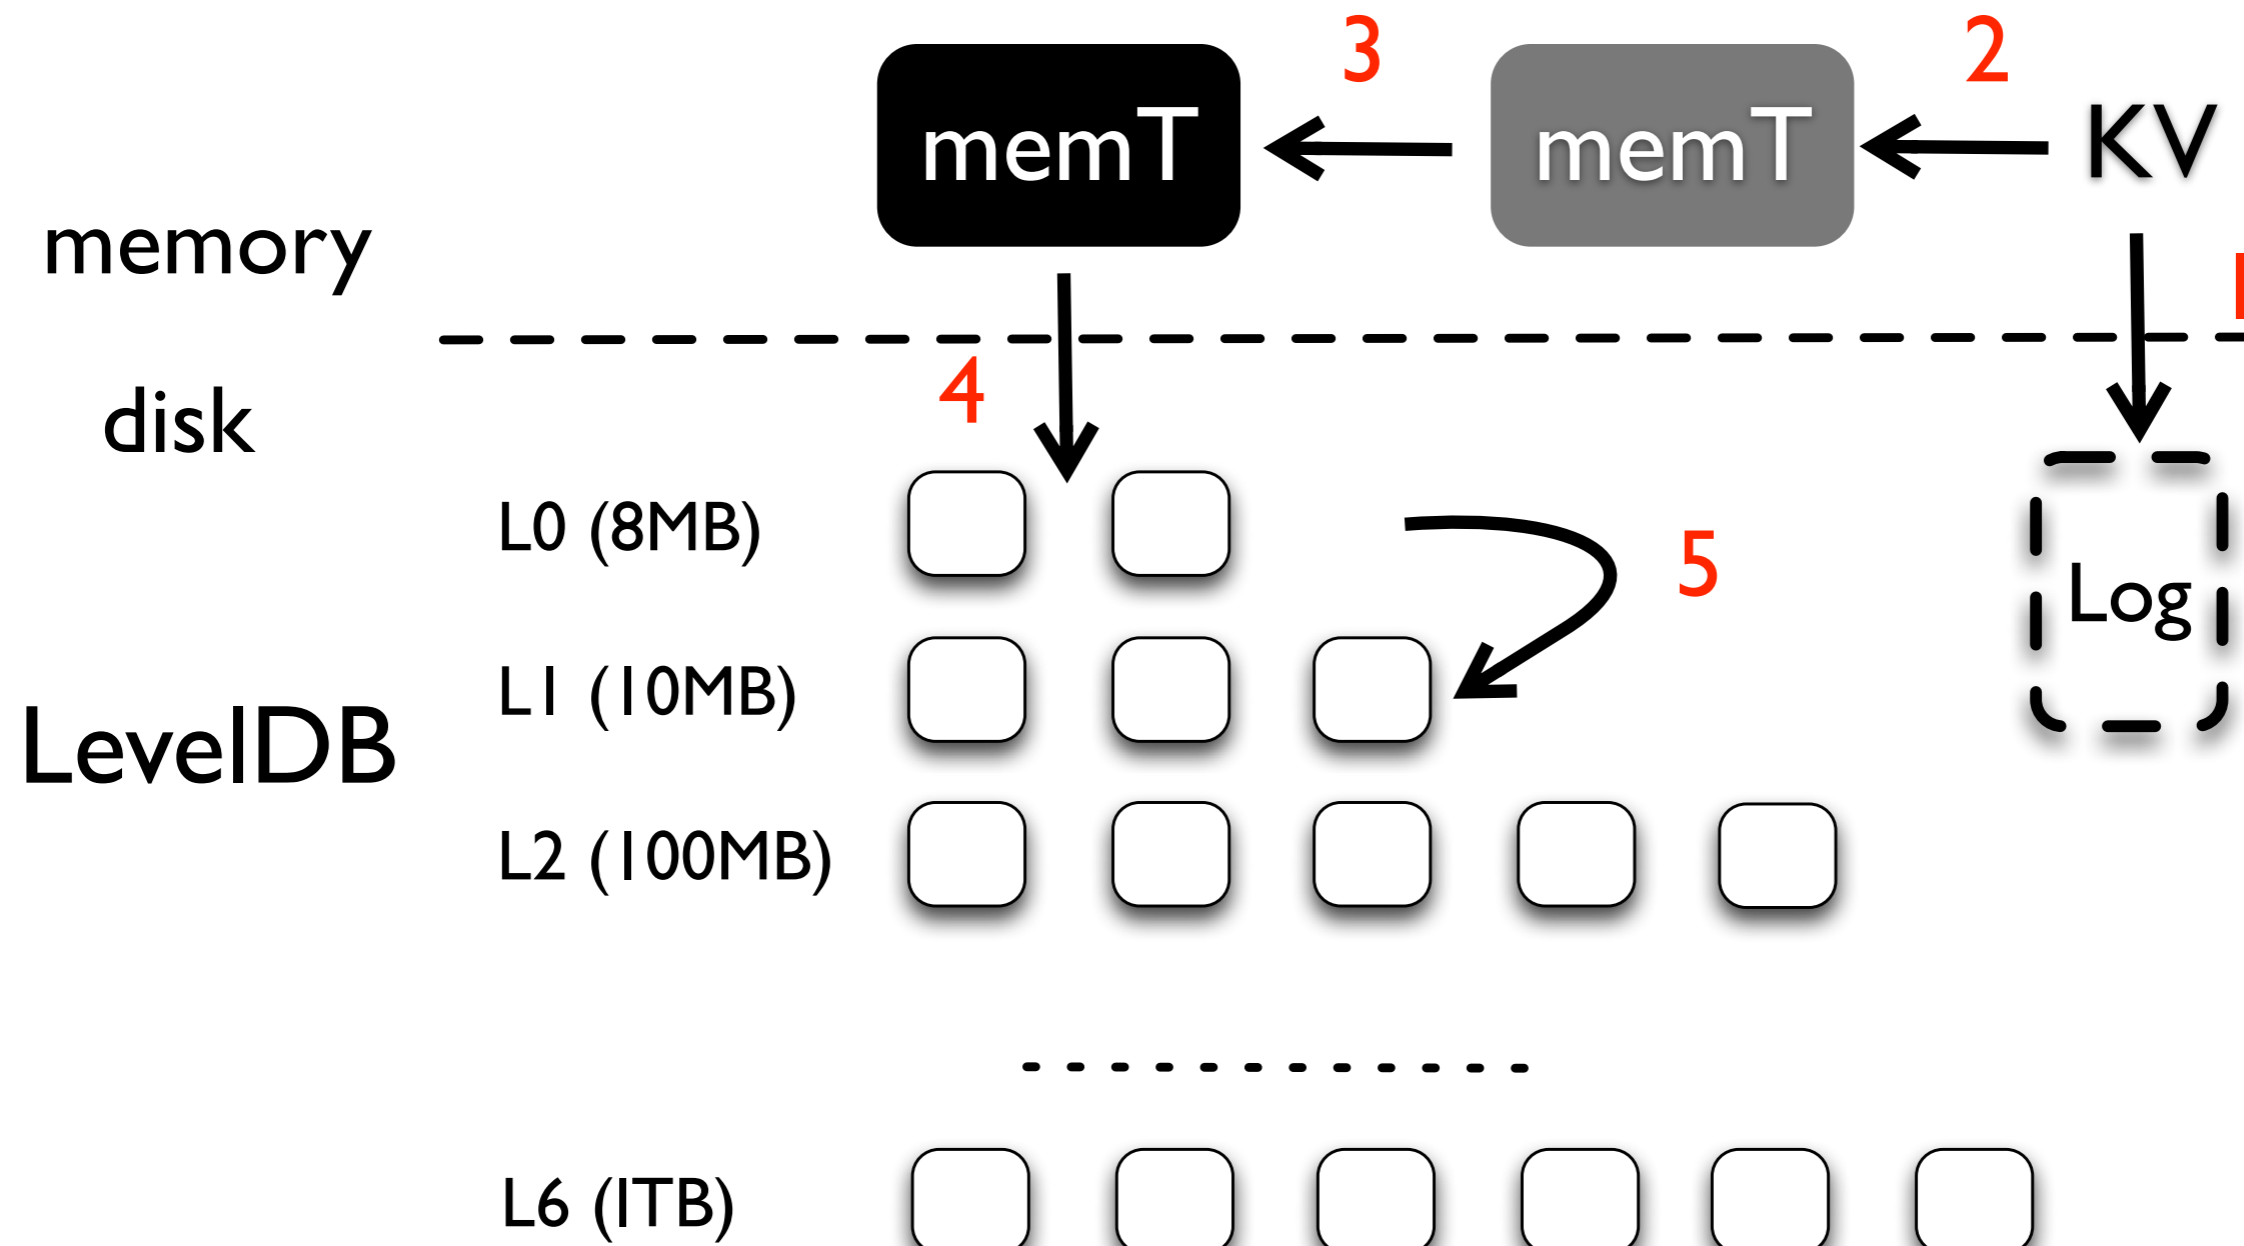 3
2
memT
memT
KV
memory
1
disk
4
L0 (8MB)
5
Log
L1 (10MB)
LevelDB
L2 (100MB)
L6 (1TB)